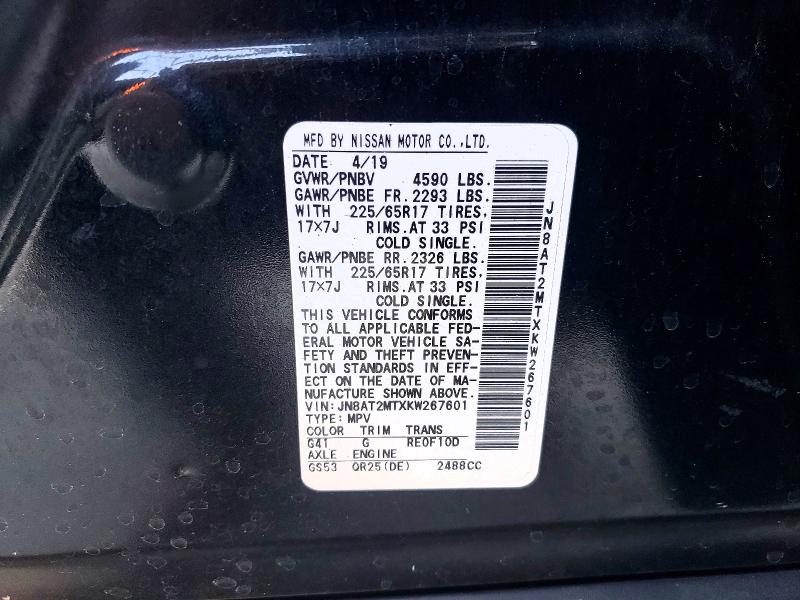 MFD BY NISSAN MOTOR CO.,LTD.
DATE: 4/19
GVWR/PNBV 4590 LBS.
GAWR/PNBE FR. 2293 LBS.
WITH 225/65R17 TIRES,
17×7J RIMS.AT 33 PSI
COLD SINGLE.
GAWR/PNBE RR. 2326 LBS.
WITH 225/65R17 TIRES,
17×7J RIMS.AT 33 PSI
COLD SINGLE.
THIS VEHICLE CONFORMS
TO ALL APPLICABLE FED-
ERAL MOTOR VEHICLE SA-
FETY AND THEFT PREVEN-
TION STANDARDS IN EFF-
ECT ON THE DATE OF MA-
NUFACTURE SHOWN ABOVE.
VIN:JN8AT2MTXKW267601
TYPE:MPV
COLOR TRIM TRANS
G41 G RE0F10D
AXLE ENGINE
GS53 QR25(DE) 2488CC
JN8AT2MTXKW267601